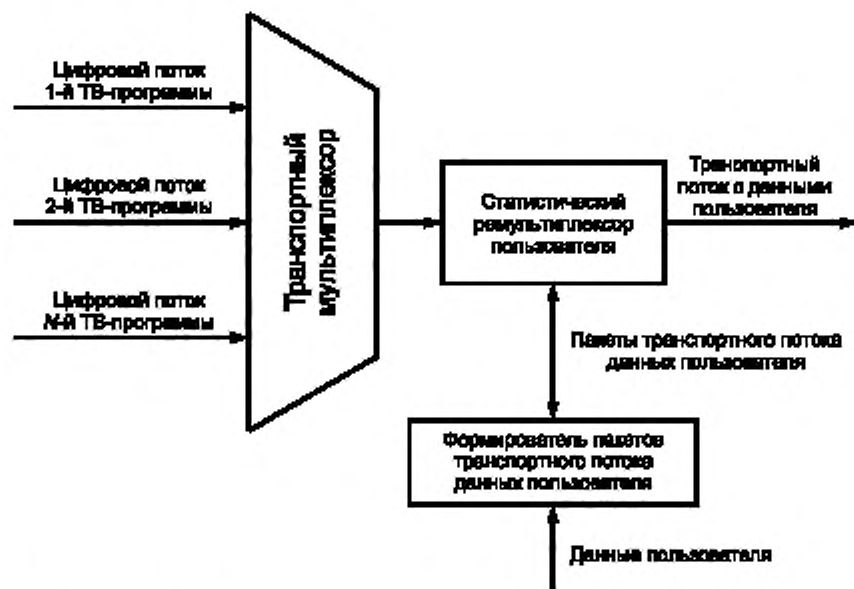 Цифровой поток
1-й ТВ-программы
Цифровой поток
2-й ТВ-программы
Цифровой поток
N-й ТВ-программы
Транспортный
мультиплексор
Статистический
ремультиплексор
пользователя
Транспортный
поток с данными
пользователя
Пакеты транспортного потока
данных пользователя
Формирователь пакетов
транспортного потока
данных пользователя
Данные пользователя